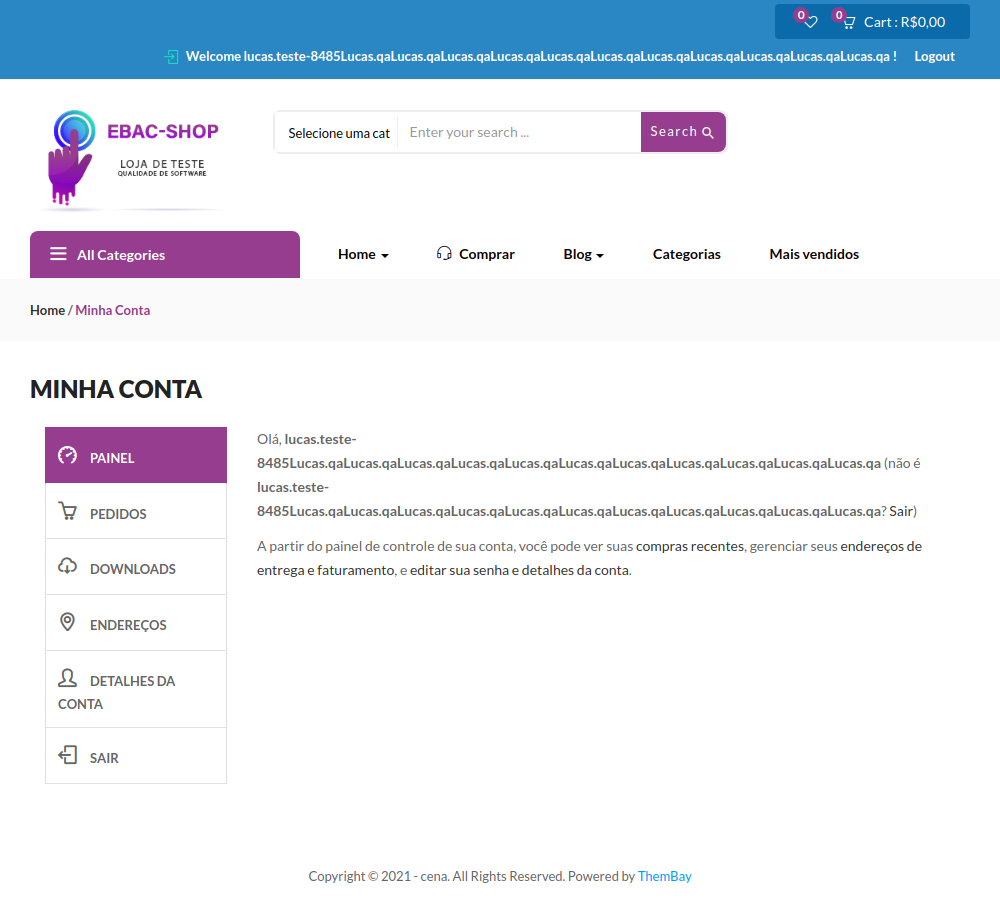 0 0 Cart : R$0,00
Welcome lucas.teste-8485Lucas.qaLucas.qaLucas.qaLucas.qaLucas.qaLucas.qaLucas.qaLucas.qaLucas.qaLucas.qaLucas.qa ! Logout
EBAC-SHOP
LOJA DE TESTE
QUALIDADE DE SOFTWARE
Selecione uma cat Enter your search ... Search
All Categories Home Comprar Blog Categorias Mais vendidos
Home / Minha Conta
MINHA CONTA
PAINEL
PEDIDOS
DOWNLOADS
ENDEREÇOS
DETALHES DA
CONTA
SAIR
Olá, lucas.teste-
8485Lucas.qaLucas.qaLucas.qaLucas.qaLucas.qaLucas.qaLucas.qaLucas.qaLucas.qaLucas.qaLucas.qa (não é
lucas.teste-
8485Lucas.qaLucas.qaLucas.qaLucas.qaLucas.qaLucas.qaLucas.qaLucas.qaLucas.qaLucas.qaLucas.qa? Sair)
A partir do painel de controle de sua conta, você pode ver suas compras recentes, gerenciar seus endereços de
entrega e faturamento, e editar sua senha e detalhes da conta.
Copyright © 2021 - cena. All Rights Reserved. Powered by ThemBay